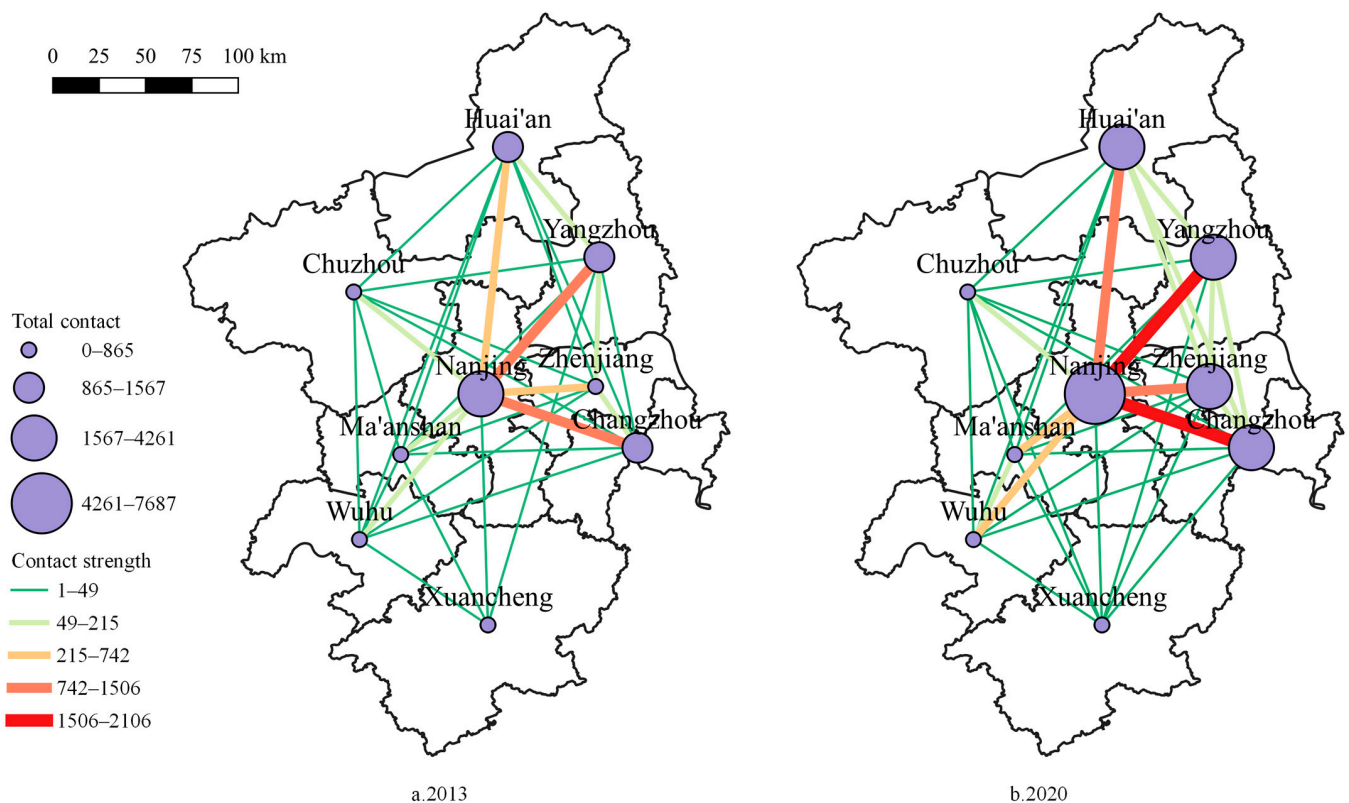 0 25 50 75 100 km
Huai'an
Yangzhou
Chuzhou
Nanjing
Zhenjiang
Ma'anshan
Changzhou
Wuhu
Xuancheng
Huai'an
Yangzhou
Chuzhou
Nanjing
Zhenjiang
Ma'anshan
Changzhou
Wuhu
Xuancheng
Total contact
0–865
865–1567
1567–4261
4261–7687
Contact strength
1–49
49–215
215–742
742–1506
1506–2106
a.2013
b.2020